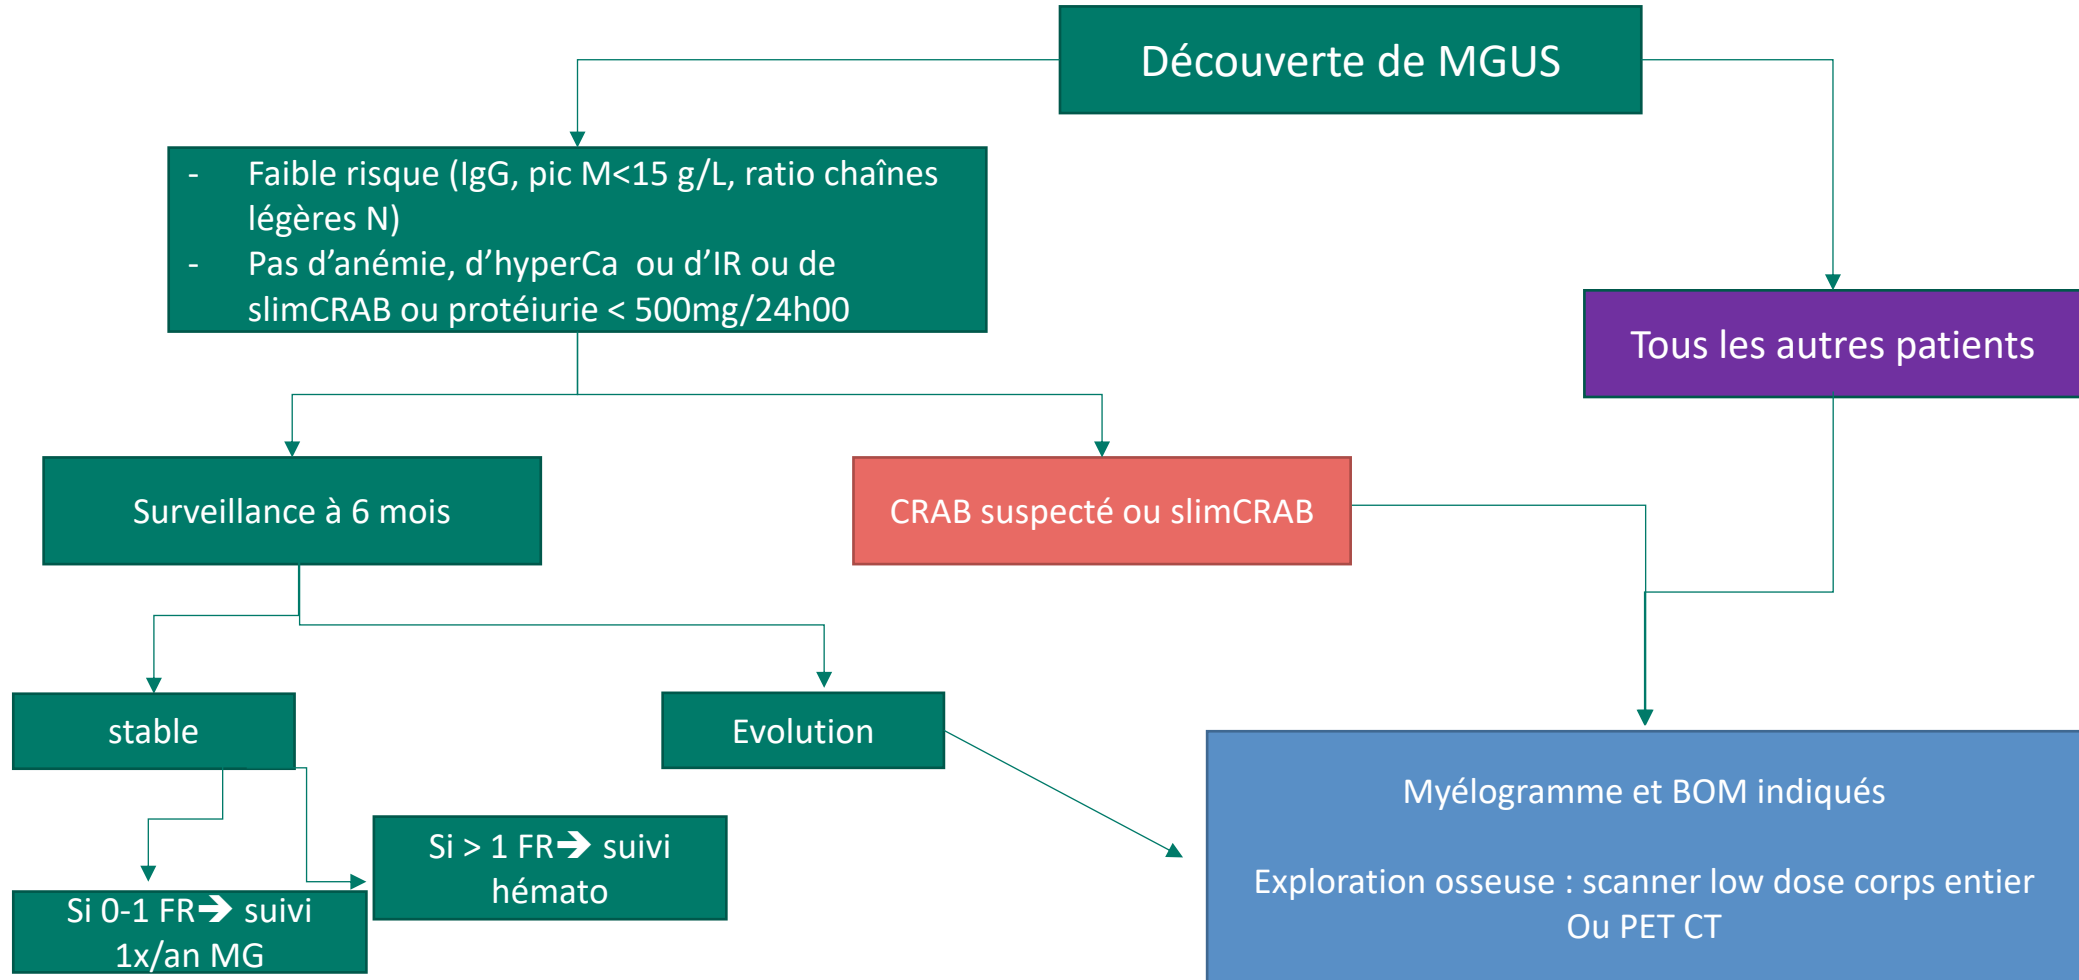 Découverte de MGUS
- Faible risque (IgG, pic M<15 g/L, ratio chaînes
légères N)
- Pas d’anémie, d’hyperCa ou d’IR ou de
slimCRAB ou protéiurie < 500mg/24h00
Tous les autres patients
Surveillance à 6 mois
CRAB suspecté ou slimCRAB
stable
Evolution
Si > 1 FR➔ suivi
hémato
Si 0-1 FR➔ suivi
1x/an MG
Myélogramme et BOM indiqués
Exploration osseuse : scanner low dose corps entier
Ou PET CT